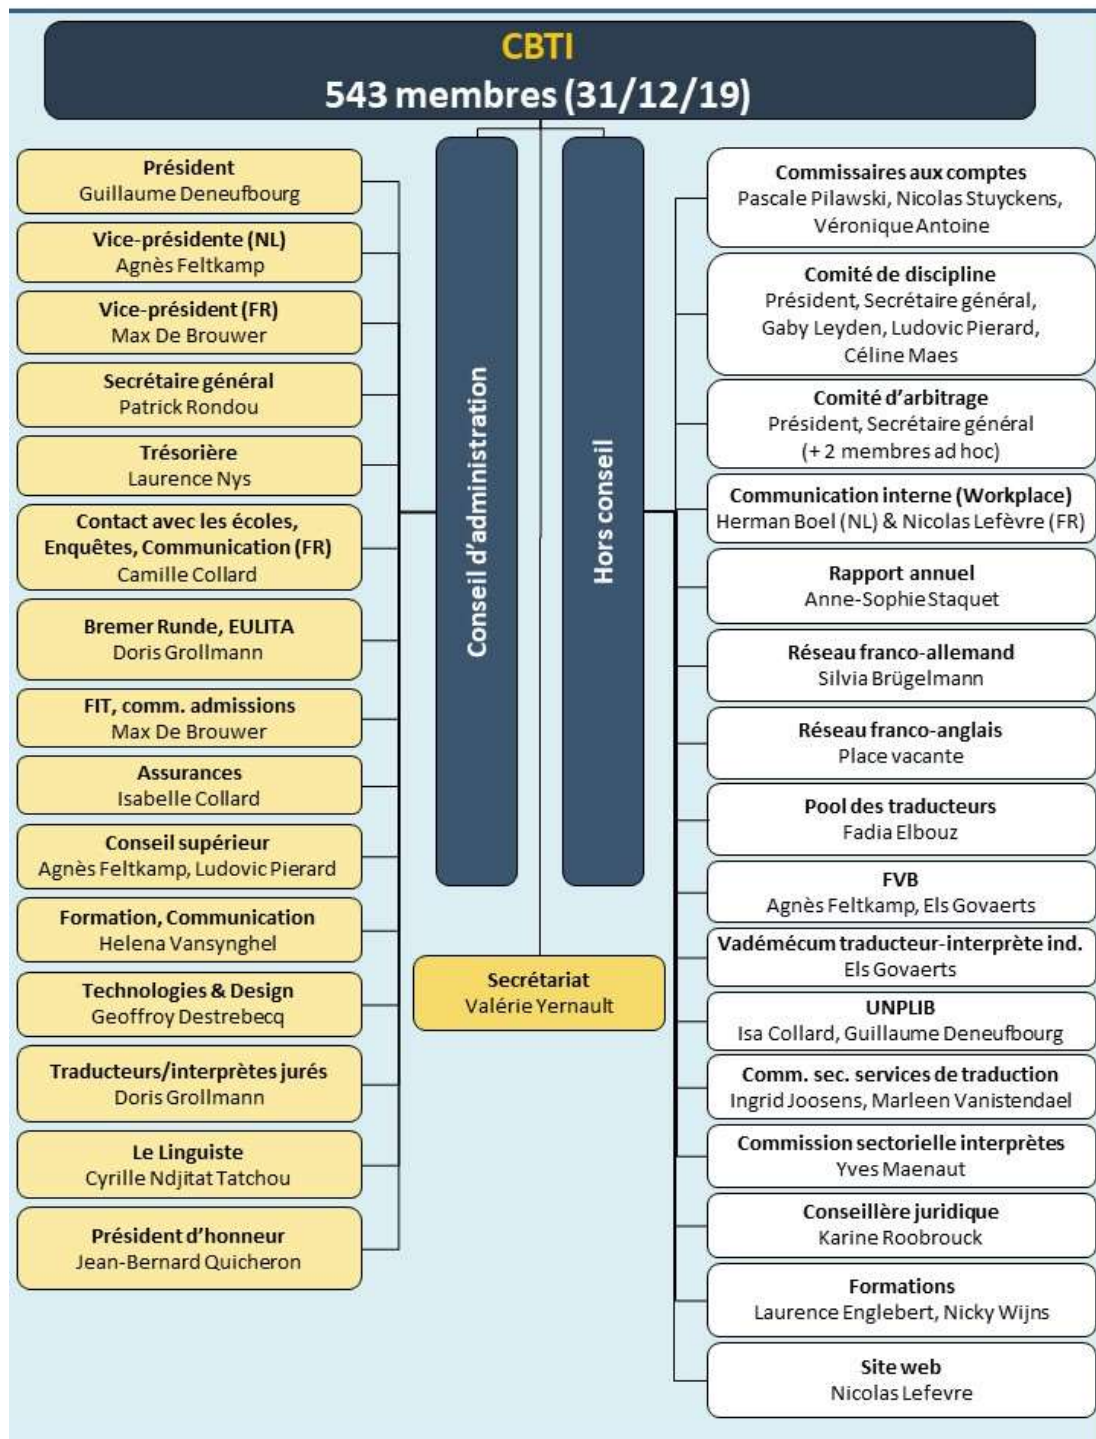 CBTI
543 membres (31/12/19)
Président
Guillaume Deneufbourg
Vice-présidente (NL)
Agnès Feltkamp
Vice-président (FR)
Max De Brouwer
Secrétaire général
Patrick Rondou
Trésorière
Laurence Nys
Contact avec les écoles,
Enquêtes, Communication (FR)
Camille Collard
Bremer Runde, EULITA
Doris Grollmann
FIT, comm. admissions
Max De Brouwer
Assurances
Isabelle Collard
Conseil supérieur
Agnès Feltkamp, Ludovic Pierard
Formation, Communication
Helena Vansynghel
Technologies & Design
Geoffroy Destrebecq
Traducteurs/interprètes jurés
Doris Grollmann
Le Linguiste
Cyrille Ndjitat Tatchou
Président d’honneur
Jean-Bernard Quicheron
Conseil d’administration
Hors conseil
Secrétariat
Valérie Yernault
Commissaires aux comptes
Pascale Pilawski, Nicolas Stuyckens,
Véronique Antoine
Comité de discipline
Président, Secrétaire général,
Gaby Leyden, Ludovic Pierard,
Céline Maes
Comité d’arbitrage
Président, Secrétaire général
(+ 2 membres ad hoc)
Communication interne (Workplace)
Herman Boel (NL) & Nicolas Lefèvre (FR)
Rapport annuel
Anne-Sophie Staquet
Réseau franco-allemand
Silvia Brügelmann
Réseau franco-anglais
Place vacante
Pool des traducteurs
Fadia Elbouz
FVB
Agnès Feltkamp, Els Govaerts
Vadémécum traducteur-interprète ind.
Els Govaerts
UNPLIB
Isa Collard, Guillaume Deneufbourg
Comm. sec. services de traduction
Ingrid Joosens, Marleen Vanistendael
Commission sectorielle interprètes
Yves Maenaut
Conseillère juridique
Karine Roobrouck
Formations
Laurence Englebert, Nicky Wijns
Site web
Nicolas Lefevre